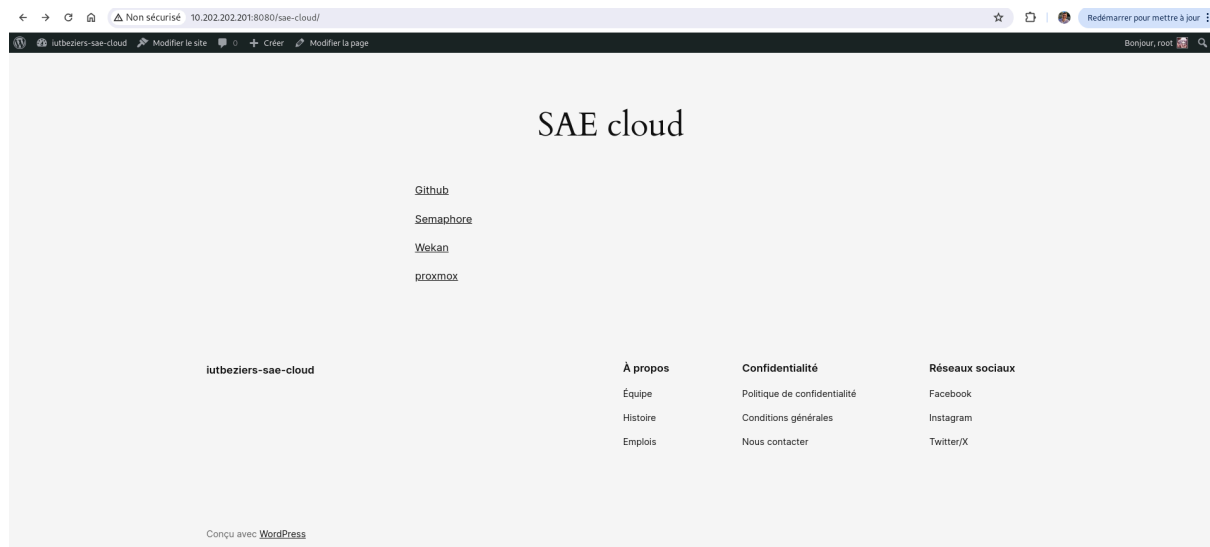 Non sécurisé 10.202.202.201:8080/sae-cloud/ Redémarrer pour mettre à jour
iutbeziers-sae-cloud Modifier le site 0 Créer Modifier la page Bonjour, root
SAE cloud
Github
Semaphore
Wekan
proxmox
iutbeziers-sae-cloud
À propos
Équipe
Histoire
Emplois
Confidentialité
Politique de confidentialité
Conditions générales
Nous contacter
Réseaux sociaux
Facebook
Instagram
Twitter/X
Conçu avec WordPress